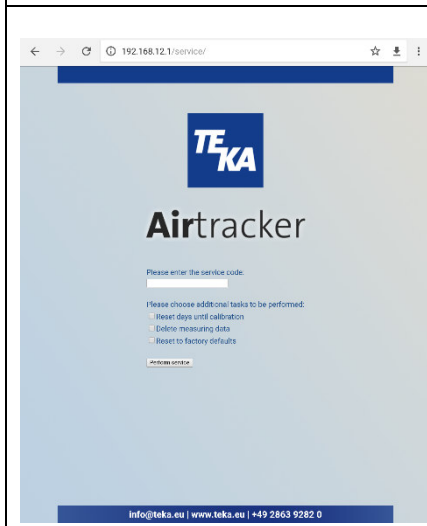 192.168.12.1/service/
TEKA
Airtracker
Please enter the service code:
Please choose additional tasks to be performed:
Reset days until calibration
Delete measuring data
Reset to factory defaults
Perform service
info@teka.eu | www.teka.eu | +49 2863 9282 0